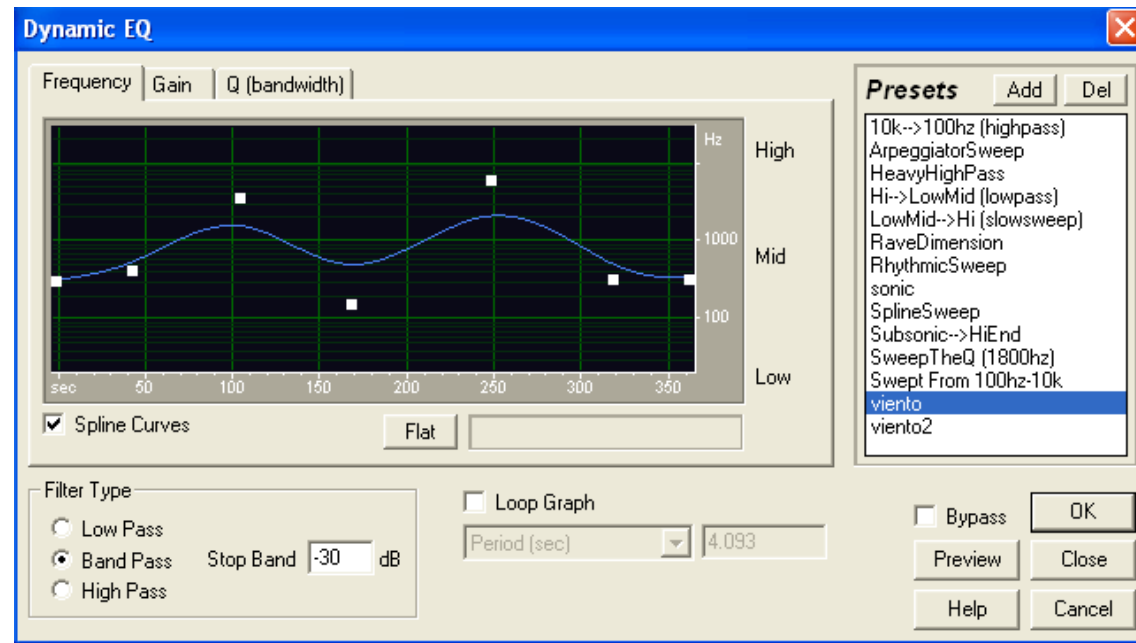 Dynamic EQ
Frequency Gain Q (bandwidth)
Hz
High
1000
Mid
100
Low
sec 50 100 150 200 250 300 350
Spline Curves
Flat
Presets Add Del
10k-->100hz (highpass)
ArpeggiatorSweep
HeavyHighPass
Hi-->LowMid (lowpass)
LowMid-->Hi (slowsweep)
RaveDimension
RhythmicSweep
sonic
SplineSweep
Subsonic-->HiEnd
SweepTheQ (1800hz)
Swept From 100hz-10k
viento
viento2
Filter Type
Low Pass
Band Pass Stop Band -30 dB
High Pass
Loop Graph
Period (sec) 4.093
Bypass OK
Preview Close
Help Cancel